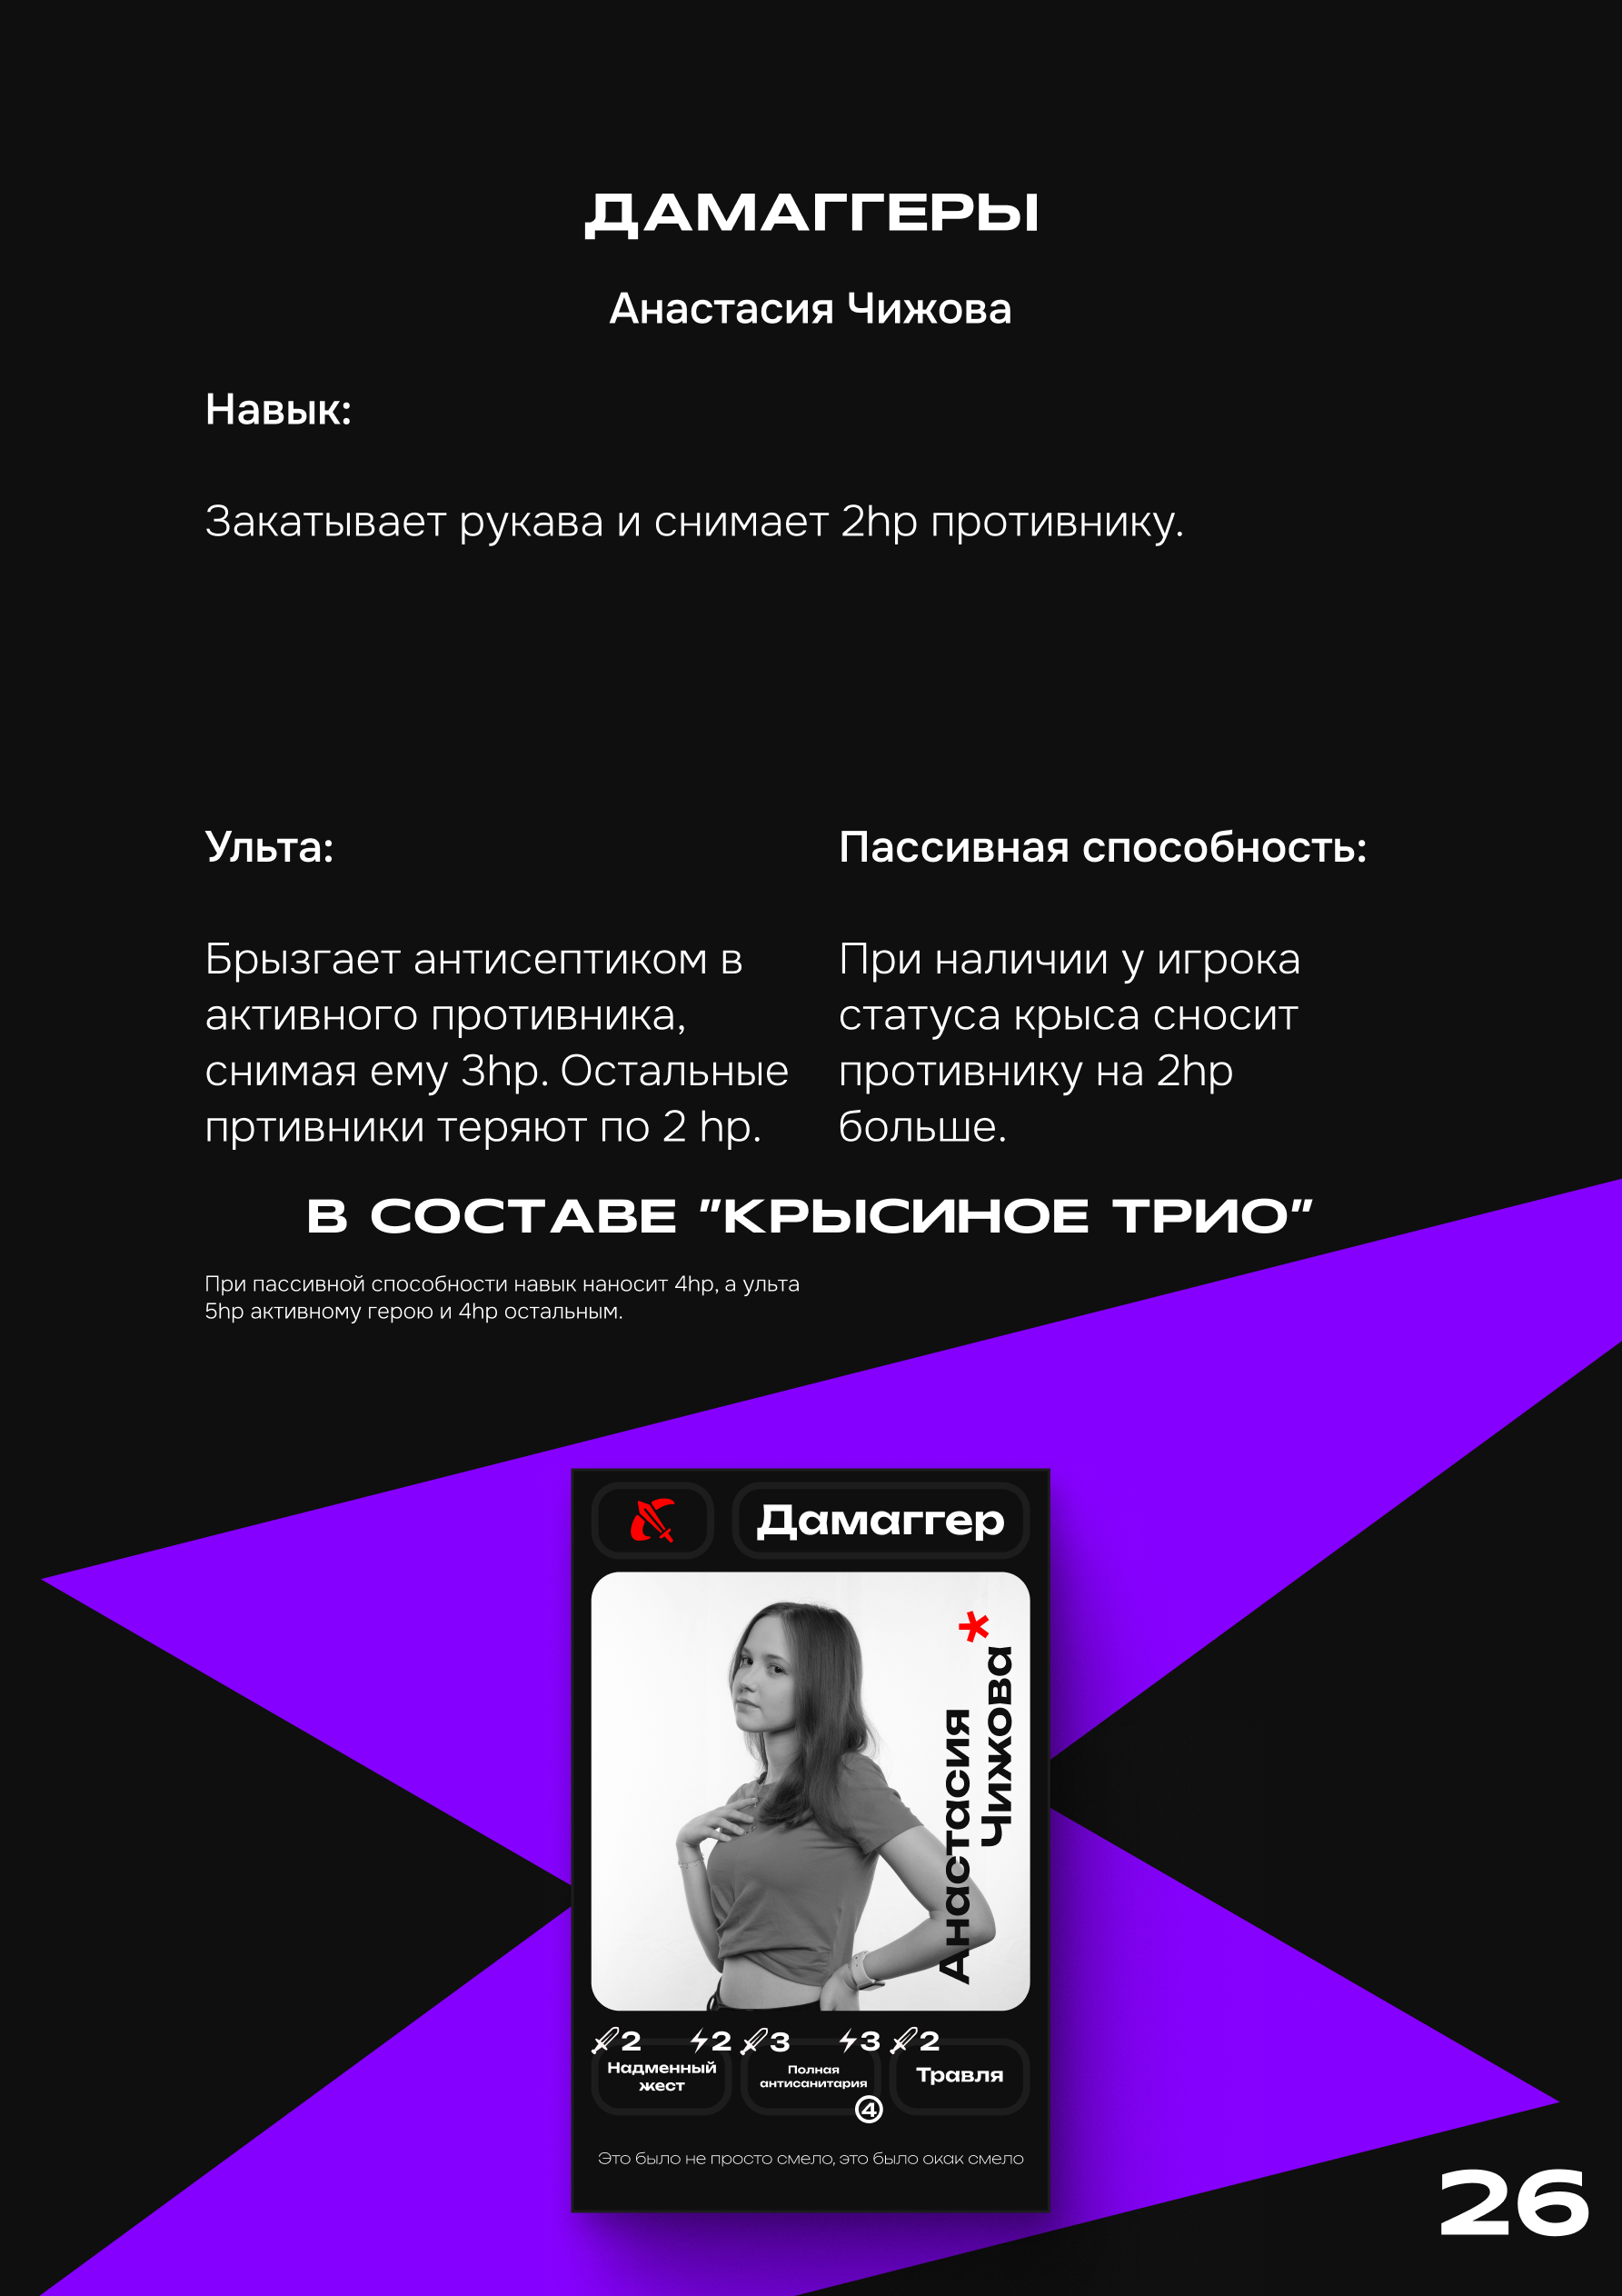 ДАМАГГЕРЫ
Анастасия Чижова
Навык:
Закатывает рукава и снимает 2hp противнику.
Ульта:
Брызгает антисептиком в
активного противника,
снимая ему 3hp. Остальные
пртивники теряют по 2 hp.
Пассивная способность:
При наличии у игрока
статуса крыса сносит
противнику на 2hp
больше.
В СОСТАВЕ "КРЫСИНОЕ ТРИО"
При пассивной способности навык наносит 4hp, а ульта
5hp активному герою и 4hp остальным.
Дамаггер
Анастасия
Чижова*
2 2 3 3 2
Надменный
жест
Полная
антисанитария
4
Травля
Это было не просто смело, это было окак смело
26